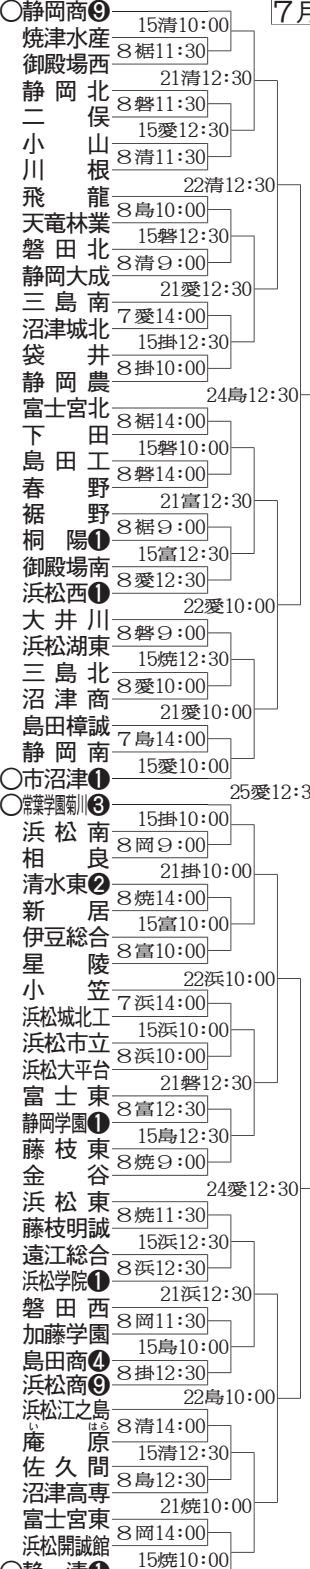 7月
○静岡商❾
15清10:00
焼津水産
8裾11:30
御殿場西
21清12:30
静岡北
8磐11:30
二俣
15愛12:30
小山
8清11:30
川根
22清12:30
飛龍
8島10:00
天竜林業
15磐12:30
磐田北
8清9:00
静岡大成
21愛12:30
三島南
7愛14:00
沼津城北
15掛12:30
袋井
8掛10:00
静岡農
24島12:30
富士宮北
8裾14:00
下田
15磐10:00
島田工
8磐14:00
春野
21富12:30
裾野
8裾9:00
桐陽❶
15富12:30
御殿場南
8愛12:30
浜松西❶
22愛10:00
大井川
8磐9:00
浜松湖東
15焼12:30
三島北
8愛10:00
沼津商
21愛10:00
島田樟誠
7島14:00
静岡南
15愛10:00
○市沼津❶
25愛12:3
○常葉学園菊川❸
15掛10:00
浜松南
8岡9:00
相良
21掛10:00
清水東❷
8焼14:00
新居
15富10:00
伊豆総合
8富10:00
星陵
22浜10:00
小笠
7浜14:00
浜松城北工
15浜10:00
浜松市立
8浜10:00
浜松大平台
21磐12:30
富士東
8富12:30
静岡学園❶
15島12:30
藤枝東
8焼9:00
金谷
24愛12:30
浜松東
8焼11:30
藤枝明誠
15浜12:30
遠江総合
8浜12:30
浜松学院❶
21浜12:30
磐田西
8岡11:30
加藤学園
15島10:00
島田商❹
8掛12:30
浜松商❾
22島10:00
浜松江之島
8清14:00
い はら
庵原
15清12:30
佐久間
8島12:30
沼津高専
21焼10:00
富士宮東
8岡14:00
浜松開誠館
15焼10:00
○静清❶